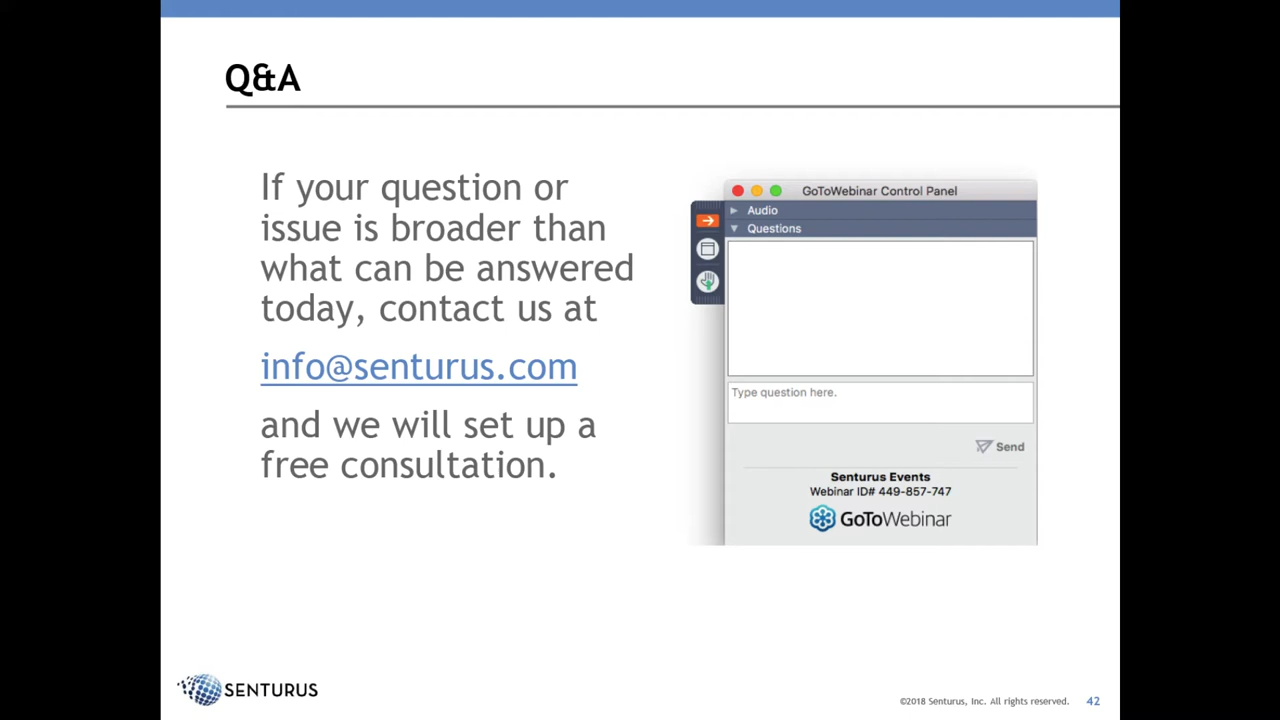 Q&A
If your question or
issue is broader than
what can be answered
today, contact us at
info@senturus.com
and we will set up a
free consultation.
GoToWebinar Control Panel
Audio
Questions
Type question here.
Send
Senturus Events
Webinar ID# 449-857-747
GoToWebinar
SENTURUS
©2018 Senturus, Inc. All rights reserved. 42